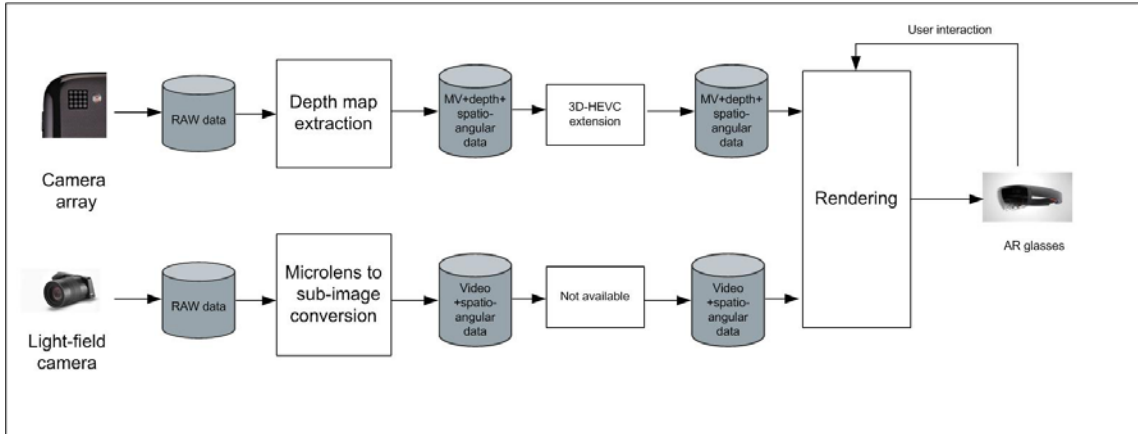 User interaction
Camera
array
RAW data
Depth map
extraction
MV+depth+
spatio-
angular
data
3D-HEVC
extension
MV+depth+
spatio-
angular
data
Rendering
AR glasses
Light-field
camera
RAW data
Microlens to
sub-image
conversion
Video
+spatio-
angular
data
Not available
Video
+spatio-
angular
data